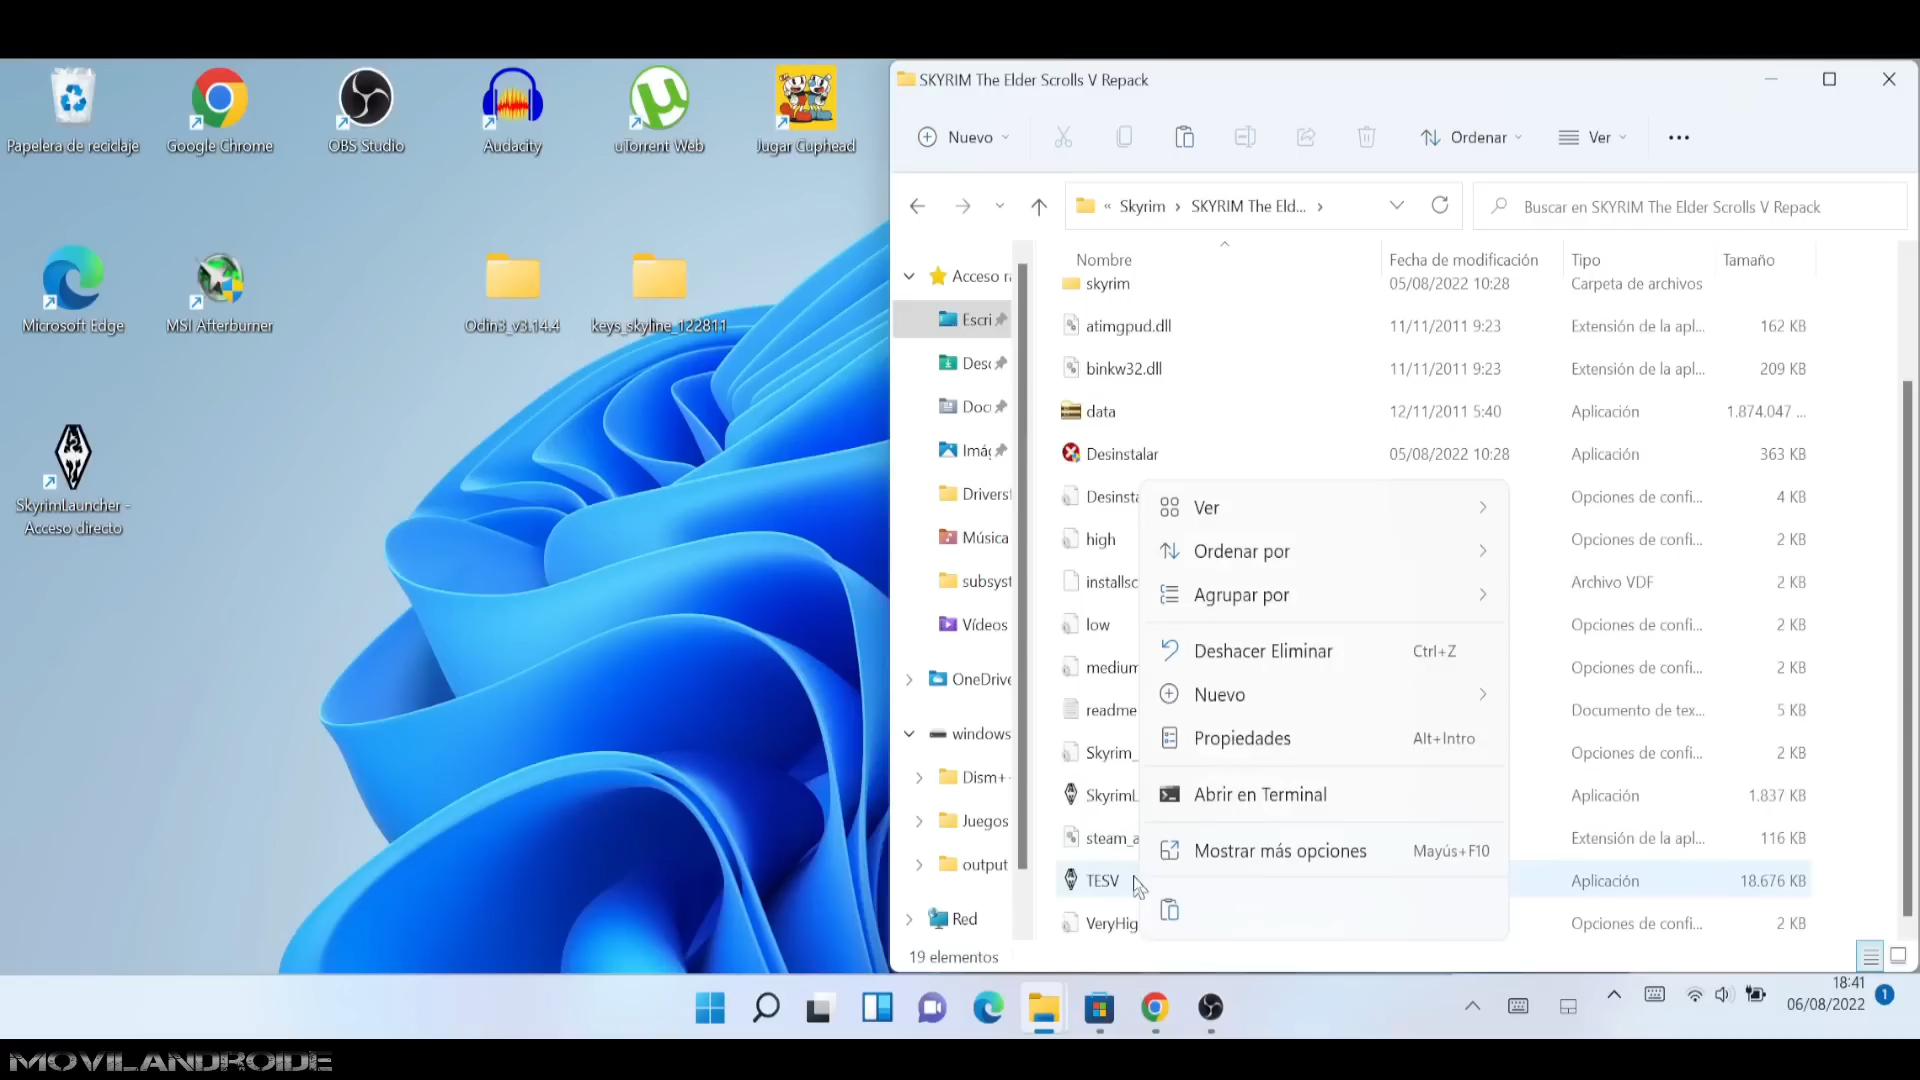 Papelera de reciclaje
Google Chrome
OBS Studio
Audacity
uTorrent Web
Jugar Cuphead
Microsoft Edge
MSI Afterburner
Odin3_v3.14.4
keys_skyline_122811
SkyrimLauncher -
Acceso directo
SKYRIM The Elder Scrolls V Repack
Nuevo
Ordenar
Ver
« Skyrim › SKYRIM The Eld... ›
Buscar en SKYRIM The Elder Scrolls V Repack
Nombre Fecha de modificación Tipo Tamaño
Acceso r
Escri
Desc
Doc
Imág
Drivers
Música
subsyst
Vídeos
OneDrive
windows
Dism+
Juegos
output
Red
skyrim 05/08/2022 10:28 Carpeta de archivos
atimgpud.dll 11/11/2011 9:23 Extensión de la apl... 162 KB
binkw32.dll 11/11/2011 9:23 Extensión de la apl... 209 KB
data 12/11/2011 5:40 Aplicación 1.874.047 ...
Desinstalar 05/08/2022 10:28 Aplicación 363 KB
Desinsta Opciones de confi... 4 KB
high Opciones de confi... 2 KB
installsc Archivo VDF 2 KB
low Opciones de confi... 2 KB
medium Opciones de confi... 2 KB
readme Documento de tex... 5 KB
Skyrim_ Opciones de confi... 2 KB
SkyrimL Aplicación 1.837 KB
steam_a Extensión de la apl... 116 KB
TESV Aplicación 18.676 KB
VeryHig Opciones de confi... 2 KB
Ver
Ordenar por
Agrupar por
Deshacer Eliminar Ctrl+Z
Nuevo
Propiedades Alt+Intro
Abrir en Terminal
Mostrar más opciones Mayús+F10
19 elementos
18:41
06/08/2022
1
MOVILANDROIDE